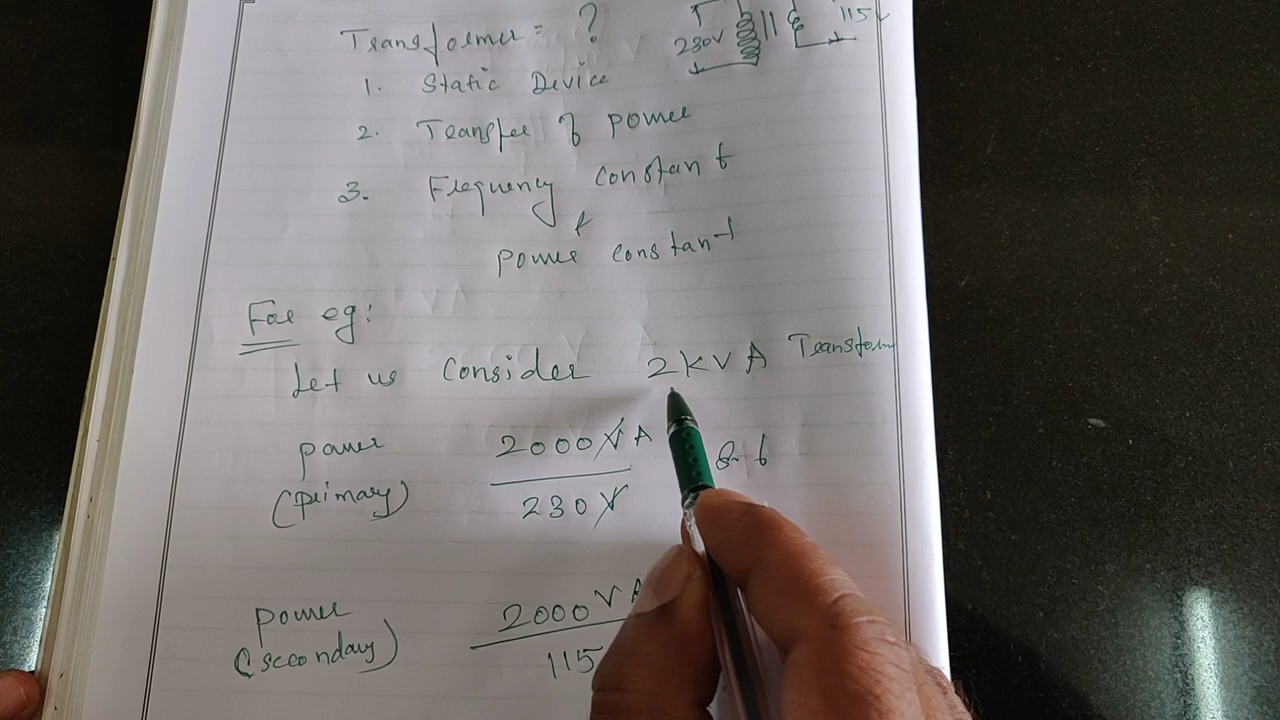 Transformer = ?
230V
115
1. Static Device
2. Transfer of power
3. Frequency constant
&
power constant
For eg:
Let us Consider 2KVA Transform
power 2000VA
(primary) 230V
power 2000VA
(secondary) 115